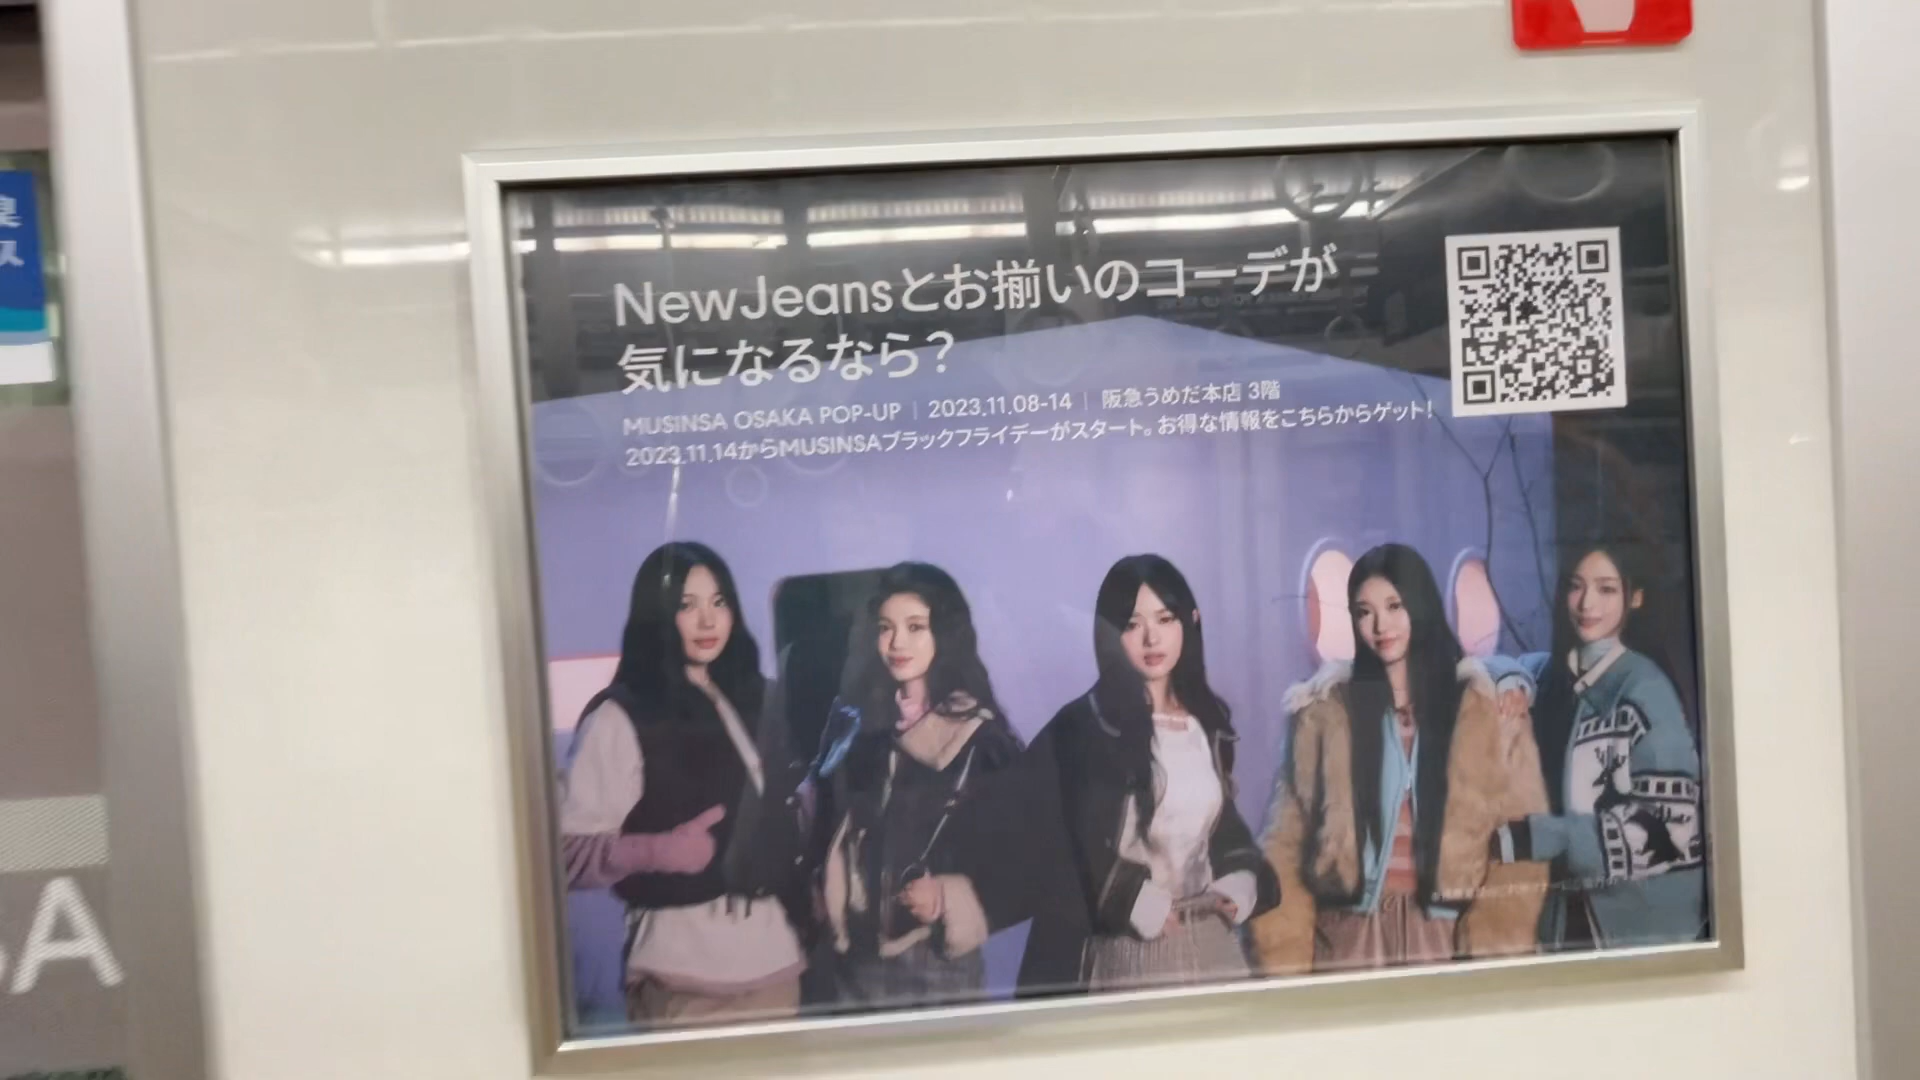 NewJeansとお揃いのコーデが
気になるなら？
MUSINSA OSAKA POP-UP | 2023.11.08-14 | 阪急うめだ本店 3階
2023.11.14からMUSINSAブラックフライデーがスタート。お得な情報をこちらからゲット！
ス
SA